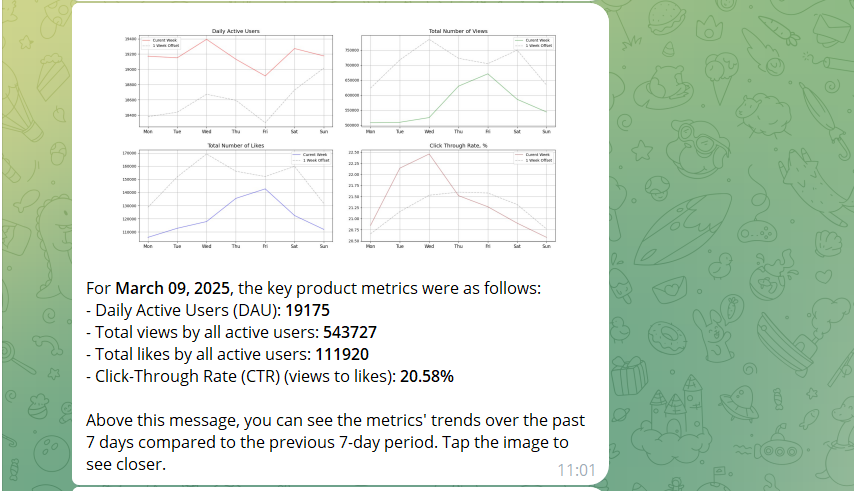 Daily Active Users
Current Week
1 Week Offset
19400
19200
19000
18800
18600
18400
Mon Tue Wed Thu Fri Sat Sun
Total Number of Views
Current Week
1 Week Offset
750000
700000
650000
600000
550000
500000
Mon Tue Wed Thu Fri Sat Sun
Total Number of Likes
Current Week
1 Week Offset
170000
160000
150000
140000
130000
120000
110000
Mon Tue Wed Thu Fri Sat Sun
Click Through Rate, %
Current Week
1 Week Offset
22.50
22.25
22.00
21.75
21.50
21.25
21.00
20.75
20.50
Mon Tue Wed Thu Fri Sat Sun
For March 09, 2025, the key product metrics were as follows:
- Daily Active Users (DAU): 19175
- Total views by all active users: 543727
- Total likes by all active users: 111920
- Click-Through Rate (CTR) (views to likes): 20.58%
Above this message, you can see the metrics' trends over the past
7 days compared to the previous 7-day period. Tap the image to
see closer.
11:01